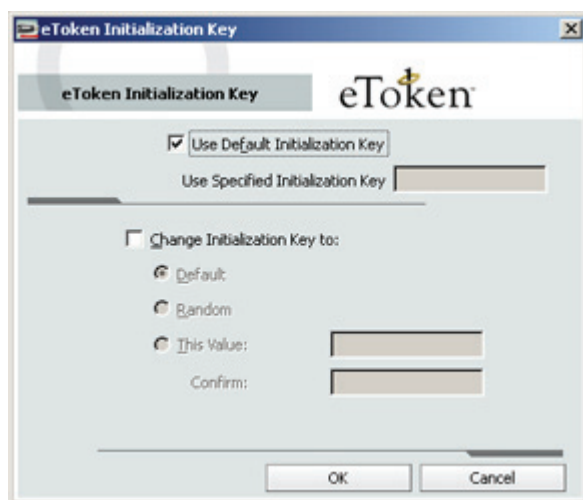 eToken Initialization Key
eToken Initialization Key
eToken
Use Default Initialization Key
Use Specified Initialization Key
Change Initialization Key to:
Default
Random
This Value:
Confirm:
OK
Cancel